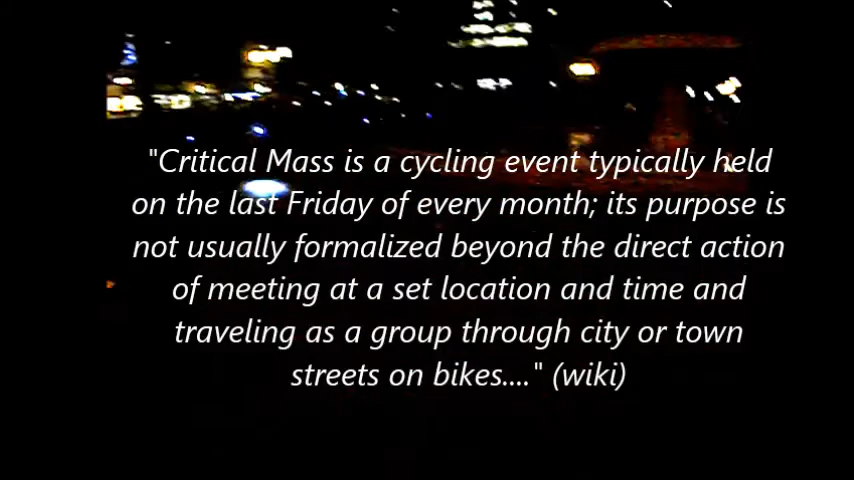 "Critical Mass is a cycling event typically held
on the last Friday of every month; its purpose is
not usually formalized beyond the direct action
of meeting at a set location and time and
traveling as a group through city or town
streets on bikes...." (wiki)